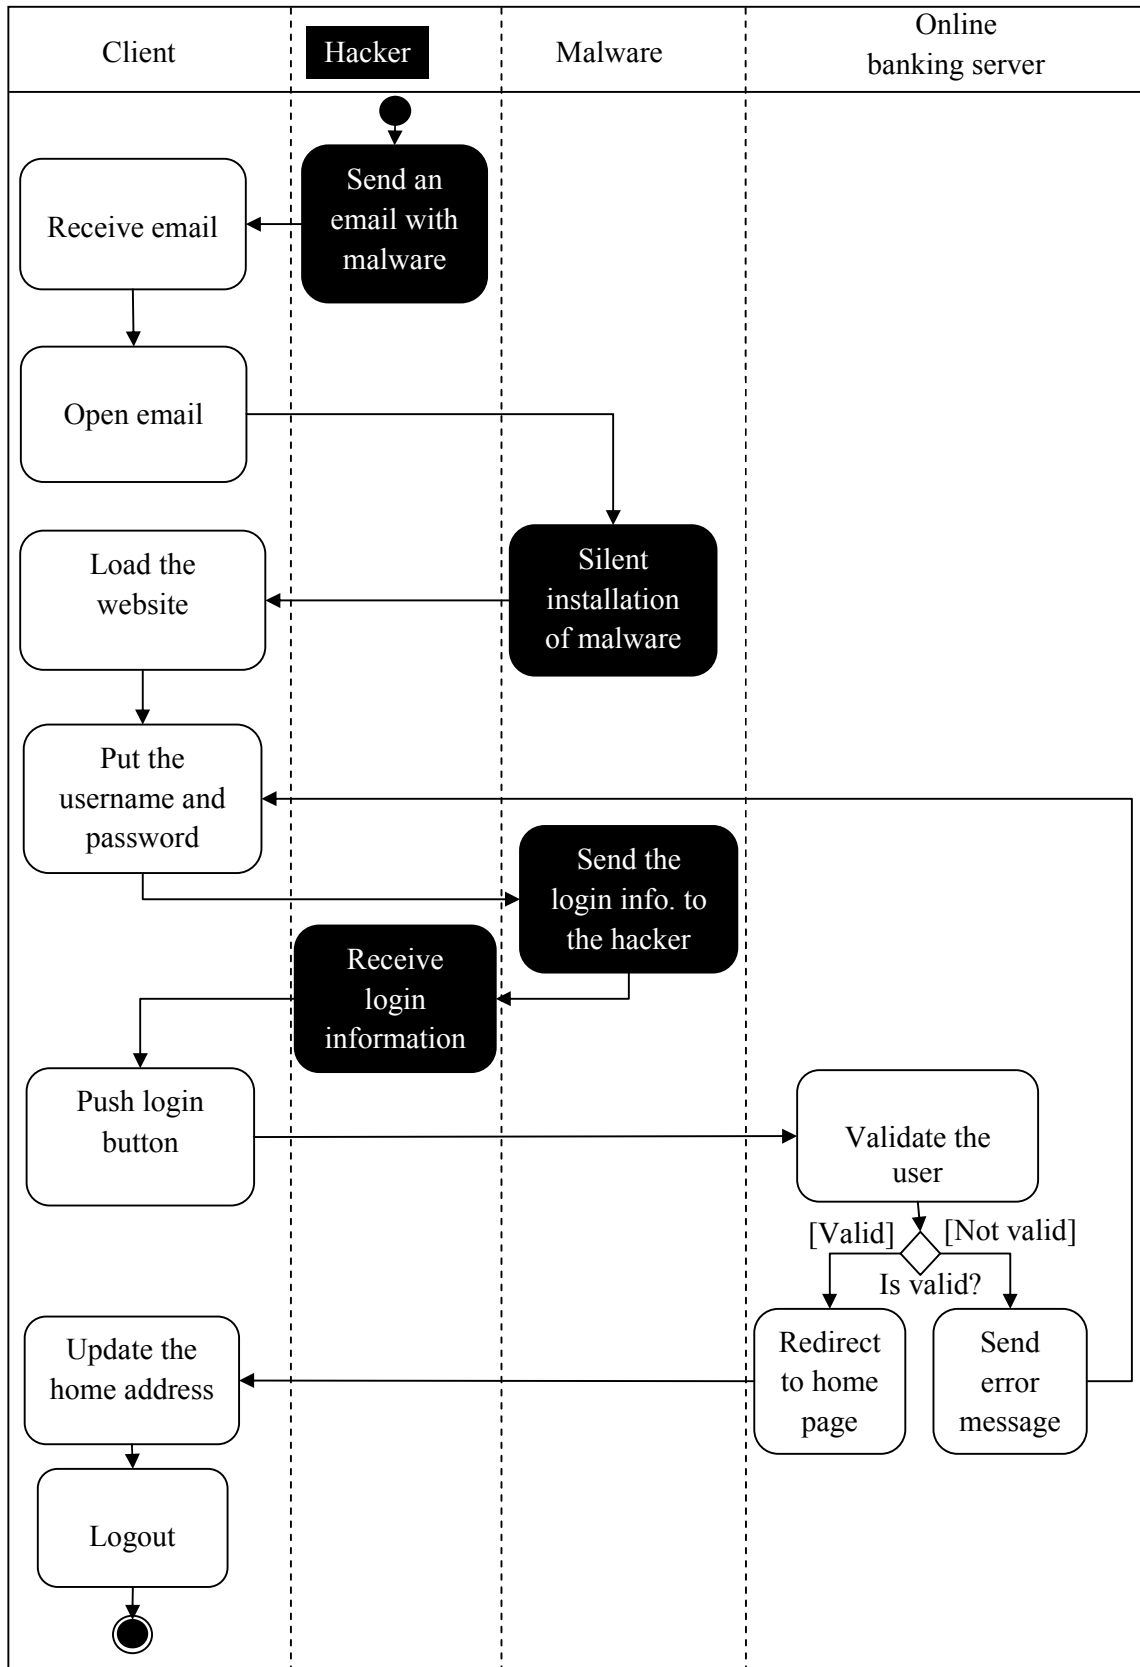 Client
Hacker
Malware
Online
banking server
Send an
email with
malware
Receive email
Open email
Silent
installation
of malware
Load the
website
Put the
username and
password
Send the
login info. to
the hacker
Receive
login
information
Push login
button
Validate the
user
[Valid]
[Not valid]
Is valid?
Redirect
to home
page
Send
error
message
Update the
home address
Logout